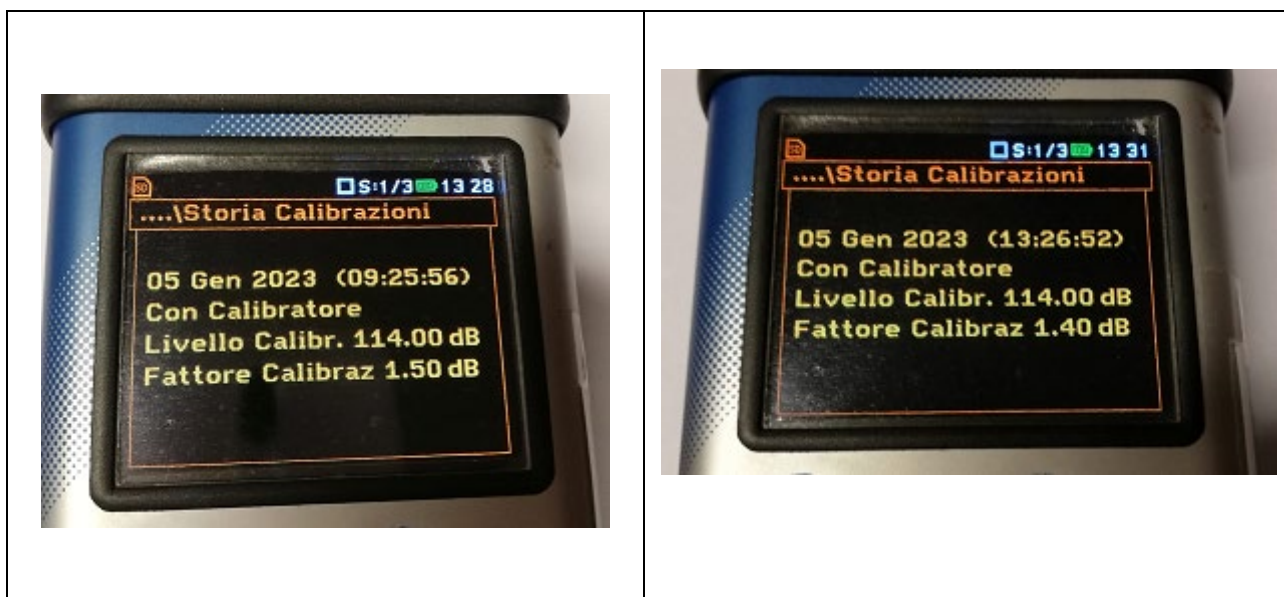 S:1/3 13 28
....\Storia Calibrazioni
05 Gen 2023 (09:25:56)
Con Calibratore
Livello Calibr. 114.00 dB
Fattore Calibraz 1.50 dB
S:1/3 13 31
....\Storia Calibrazioni
05 Gen 2023 (13:26:52)
Con Calibratore
Livello Calibr. 114.00 dB
Fattore Calibraz 1.40 dB